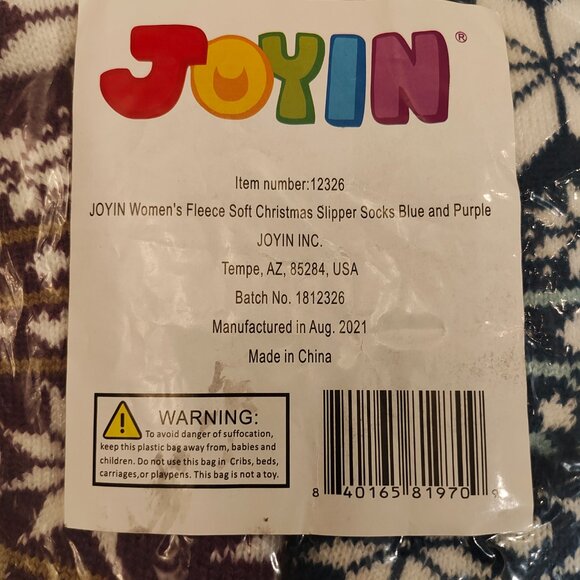 JOYIN®
Item number:12326
JOYIN Women's Fleece Soft Christmas Slipper Socks Blue and Purple
JOYIN INC.
Tempe, AZ, 85284, USA
Batch No. 1812326
Manufactured in Aug. 2021
Made in China
WARNING:
To avoid danger of suffocation,
keep this plastic bag away from, babies and
children. Do not use this bag in Cribs, beds,
carriages,or playpens. This bag is not a toy.
8 40165 81970